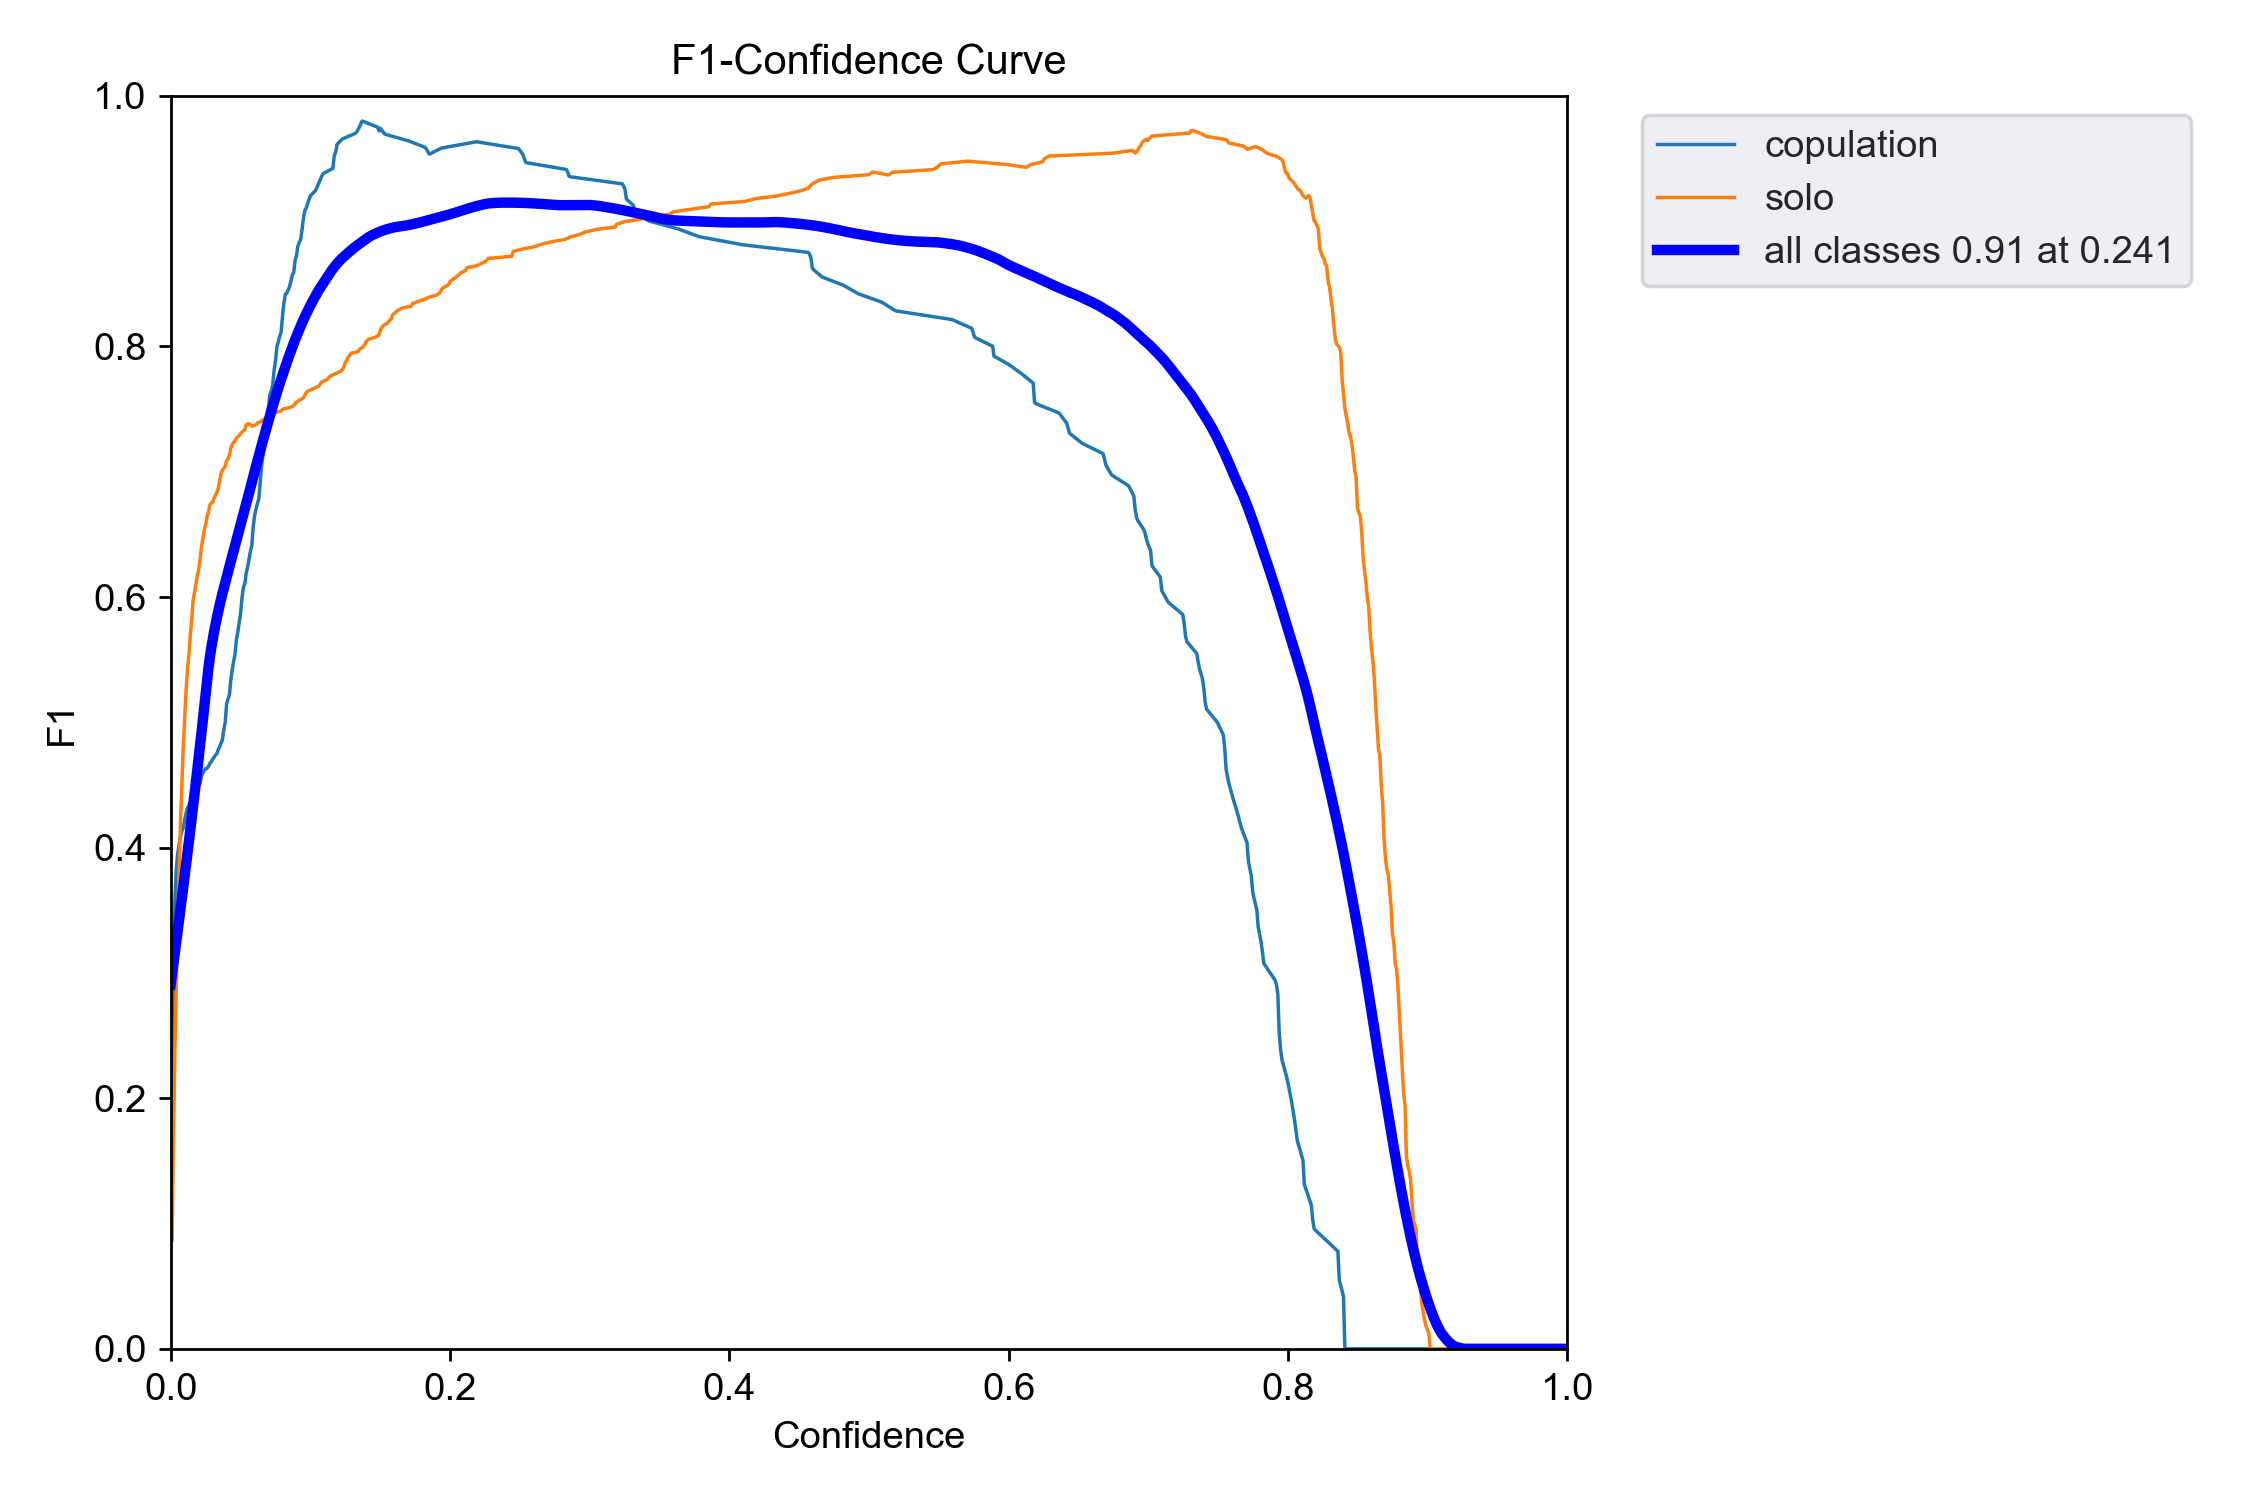 F1-Confidence Curve
1.0
0.8
0.6
0.4
0.2
0.0
F1
0.0 0.2 0.4 0.6 0.8 1.0
Confidence
copulation
solo
all classes 0.91 at 0.241